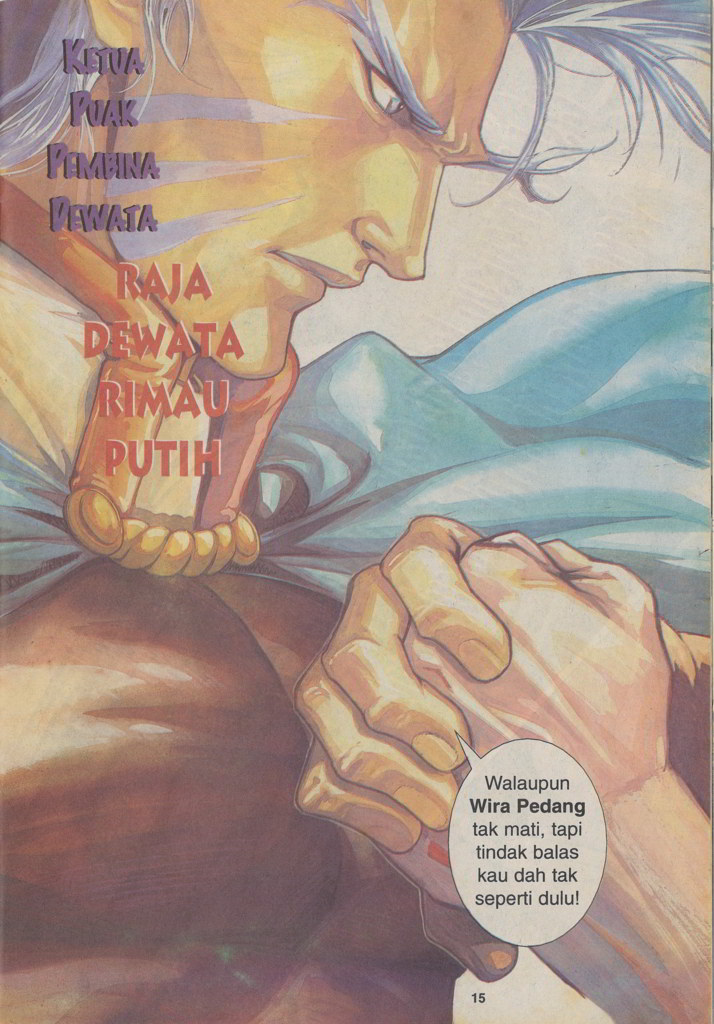 KETUA
PUAK
PEMBINA
DEWATA
RAJA
DEWATA
RIMAU
PUTIH
Walaupun
Wira Pedang
tak mati, tapi
tindak balas
kau dah tak
seperti dulu!
15